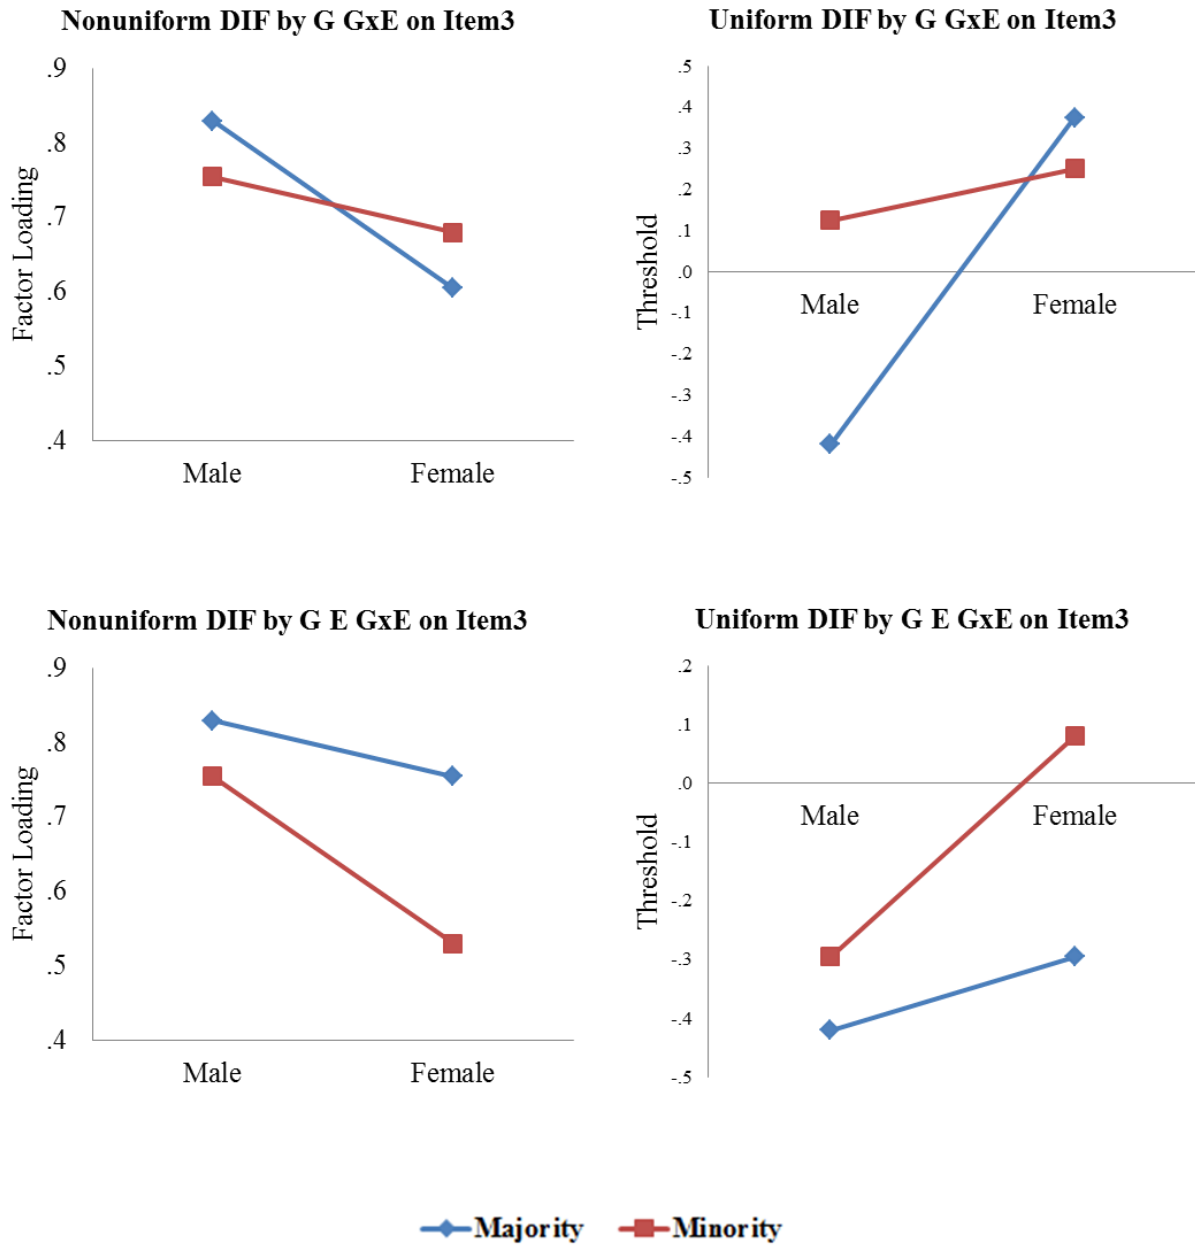 Nonuniform DIF by G GxE on Item3
.9
.8
.7
.6
.5
.4
Factor Loading
Male
Female
Uniform DIF by G GxE on Item3
.5
.4
.3
.2
.1
.0
-.1
-.2
-.3
-.4
-.5
Threshold
Male
Female
Nonuniform DIF by G E GxE on Item3
.9
.8
.7
.6
.5
.4
Factor Loading
Male
Female
Uniform DIF by G E GxE on Item3
.2
.1
.0
-.1
-.2
-.3
-.4
-.5
Threshold
Male
Female
Majority
Minority